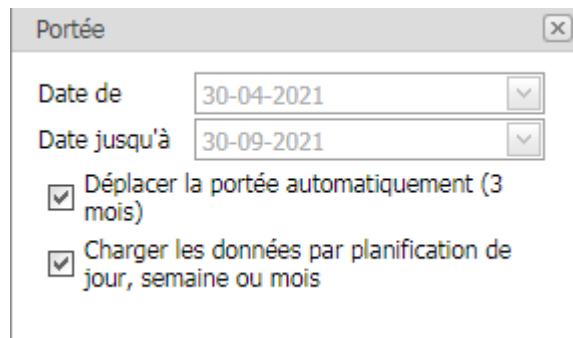 Portée
Date de 30-04-2021
Date jusqu'à 30-09-2021
Déplacer la portée automatiquement (3
mois)
Charger les données par planification de
jour, semaine ou mois